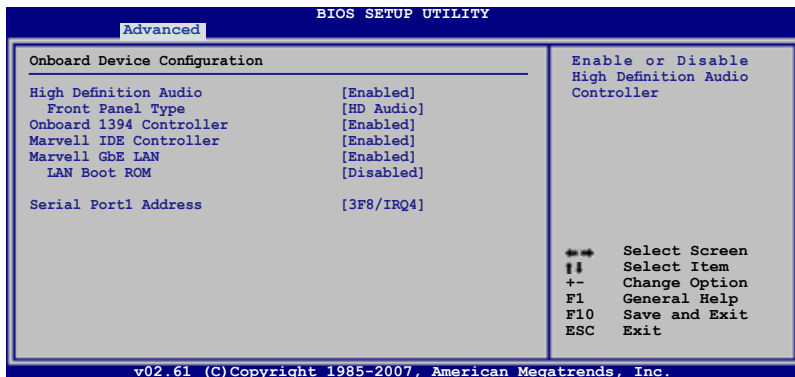 BIOS SETUP UTILITY
Advanced
Onboard Device Configuration
High Definition Audio [Enabled]
Front Panel Type [HD Audio]
Onboard 1394 Controller [Enabled]
Marvell IDE Controller [Enabled]
Marvell GbE LAN [Enabled]
LAN Boot ROM [Disabled]
Serial Port1 Address [3F8/IRQ4]
Enable or Disable
High Definition Audio
Controller
←→ Select Screen
↑↓ Select Item
+- Change Option
F1 General Help
F10 Save and Exit
ESC Exit
v02.61 (C)Copyright 1985-2007, American Megatrends, Inc.